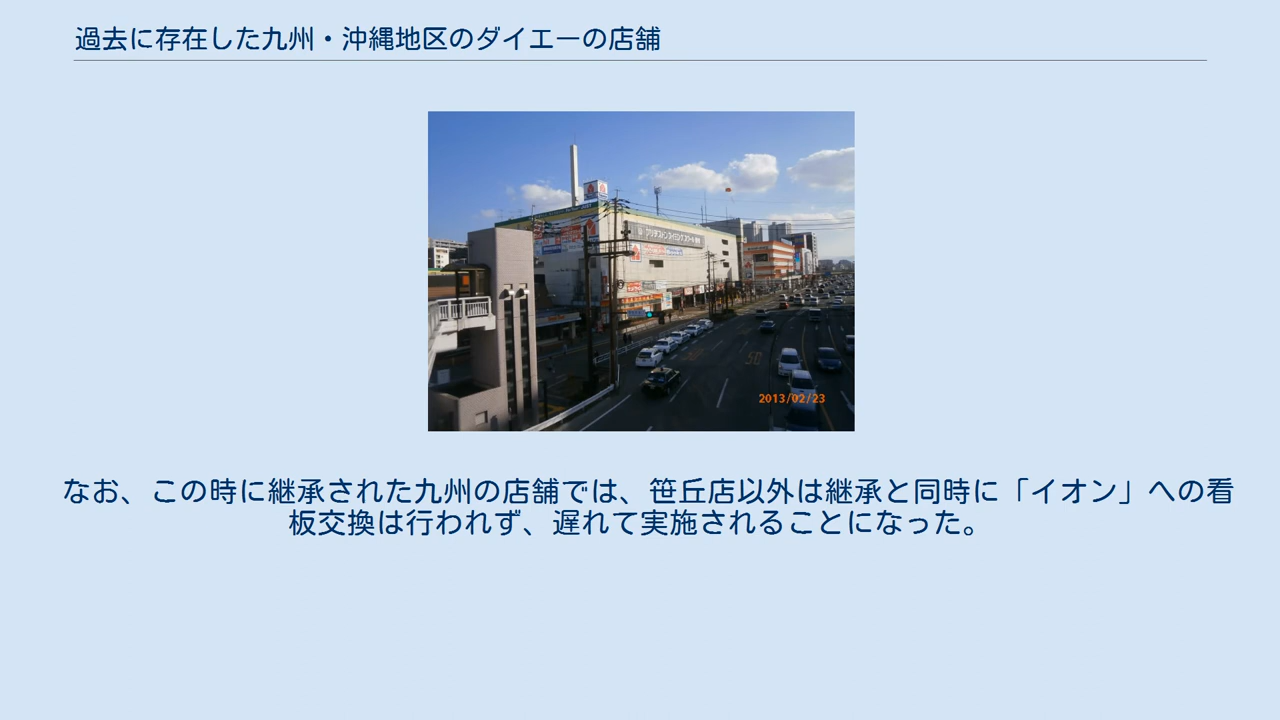 過去に存在した九州・沖縄地区のダイエーの店舗
2013/02/23
なお、この時に継承された九州の店舗では、笹丘店以外は継承と同時に「イオン」への看
板交換は行われず、遅れて実施されることになった。